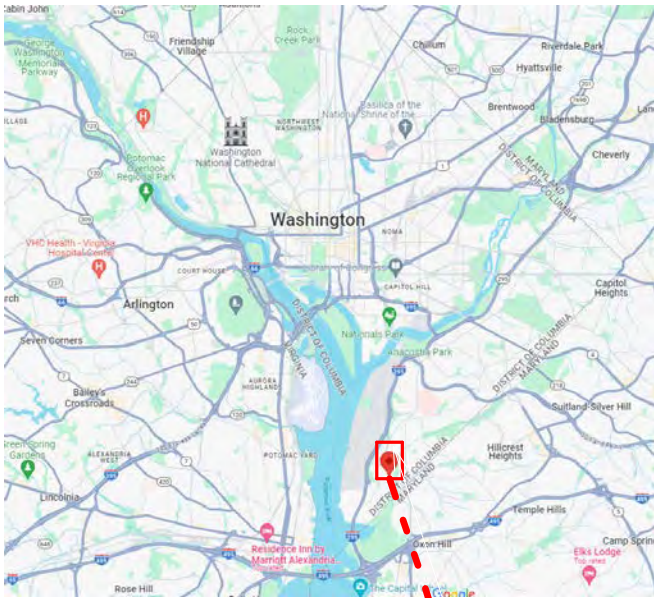 Cabin John
Friendship
Village
Rock
Creek Park
Chillum
Riverdale Park
Hyattsville
George
Washington
Memorial
Parkway
Brentwood
Bladensburg
Cheverly
NORTHWEST
WASHINGTON
Basilica of the
National Shrine of the...
Washington
National Cathedral
Potomac
Overlook
Regional Park
MARYLAND
DISTRICT OF COLUMBIA
Washington
NOMA
VHC Health - Virginia
Hospital Center
COURT HOUSE
CAPITOL HILL
Capitol
Heights
Arlington
DISTRICT OF COLUMBIA
VIRGINIA
Nationals Park
Anacostia Park
Seven Corners
DISTRICT OF COLUMBIA
MARYLAND
Bailey's
Crossroads
AURORA
HIGHLANDS
Suitland-Silver Hill
Green Spring
Gardens
ALEXANDRIA
WEST
POTOMAC YARD
Hillcrest
Heights
DISTRICT OF COLUMBIA
MARYLAND
Lincolnia
Temple Hills
Oxon Hill
Camp Sprin
Residence Inn by
Marriott Alexandria
Elks Lodge
Top rated
Rose Hill
The Capital
Google